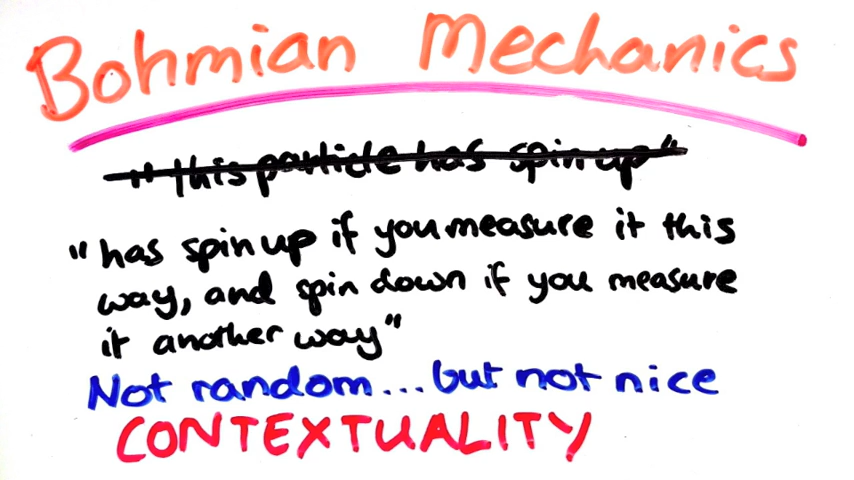 Bohmian Mechanics
"this particle has spin up"
"has spin up if you measure it this
way, and spin down if you measure
it another way"
Not random...but not nice
CONTEXTUALITY